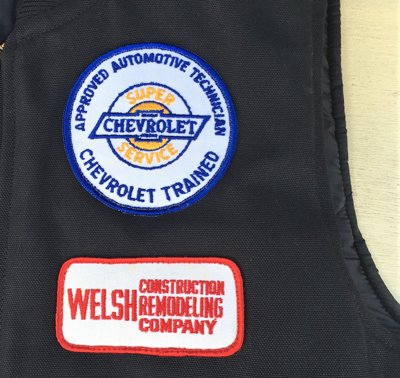 APPROVED AUTOMOTIVE TECHNICIAN
SUPER
CHEVROLET
SERVICE
CHEVROLET TRAINED
WELSH
CONSTRUCTION
REMODELING
COMPANY